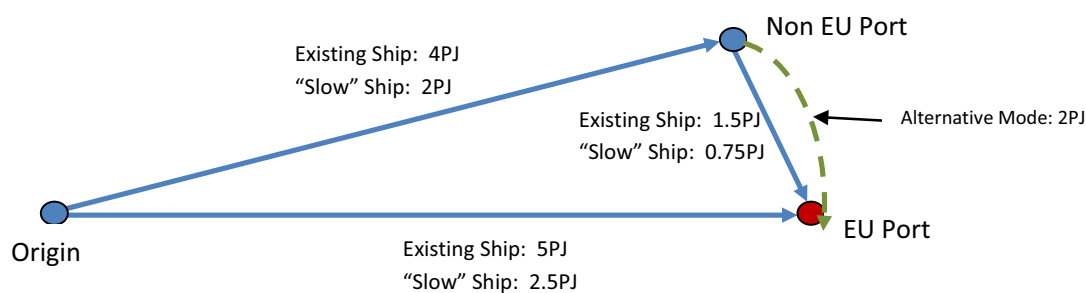 Non EU Port
Existing Ship: 4PJ
“Slow” Ship: 2PJ
Existing Ship: 1.5PJ
“Slow” Ship: 0.75PJ
Alternative Mode: 2PJ
Origin
EU Port
Existing Ship: 5PJ
“Slow” Ship: 2.5PJ